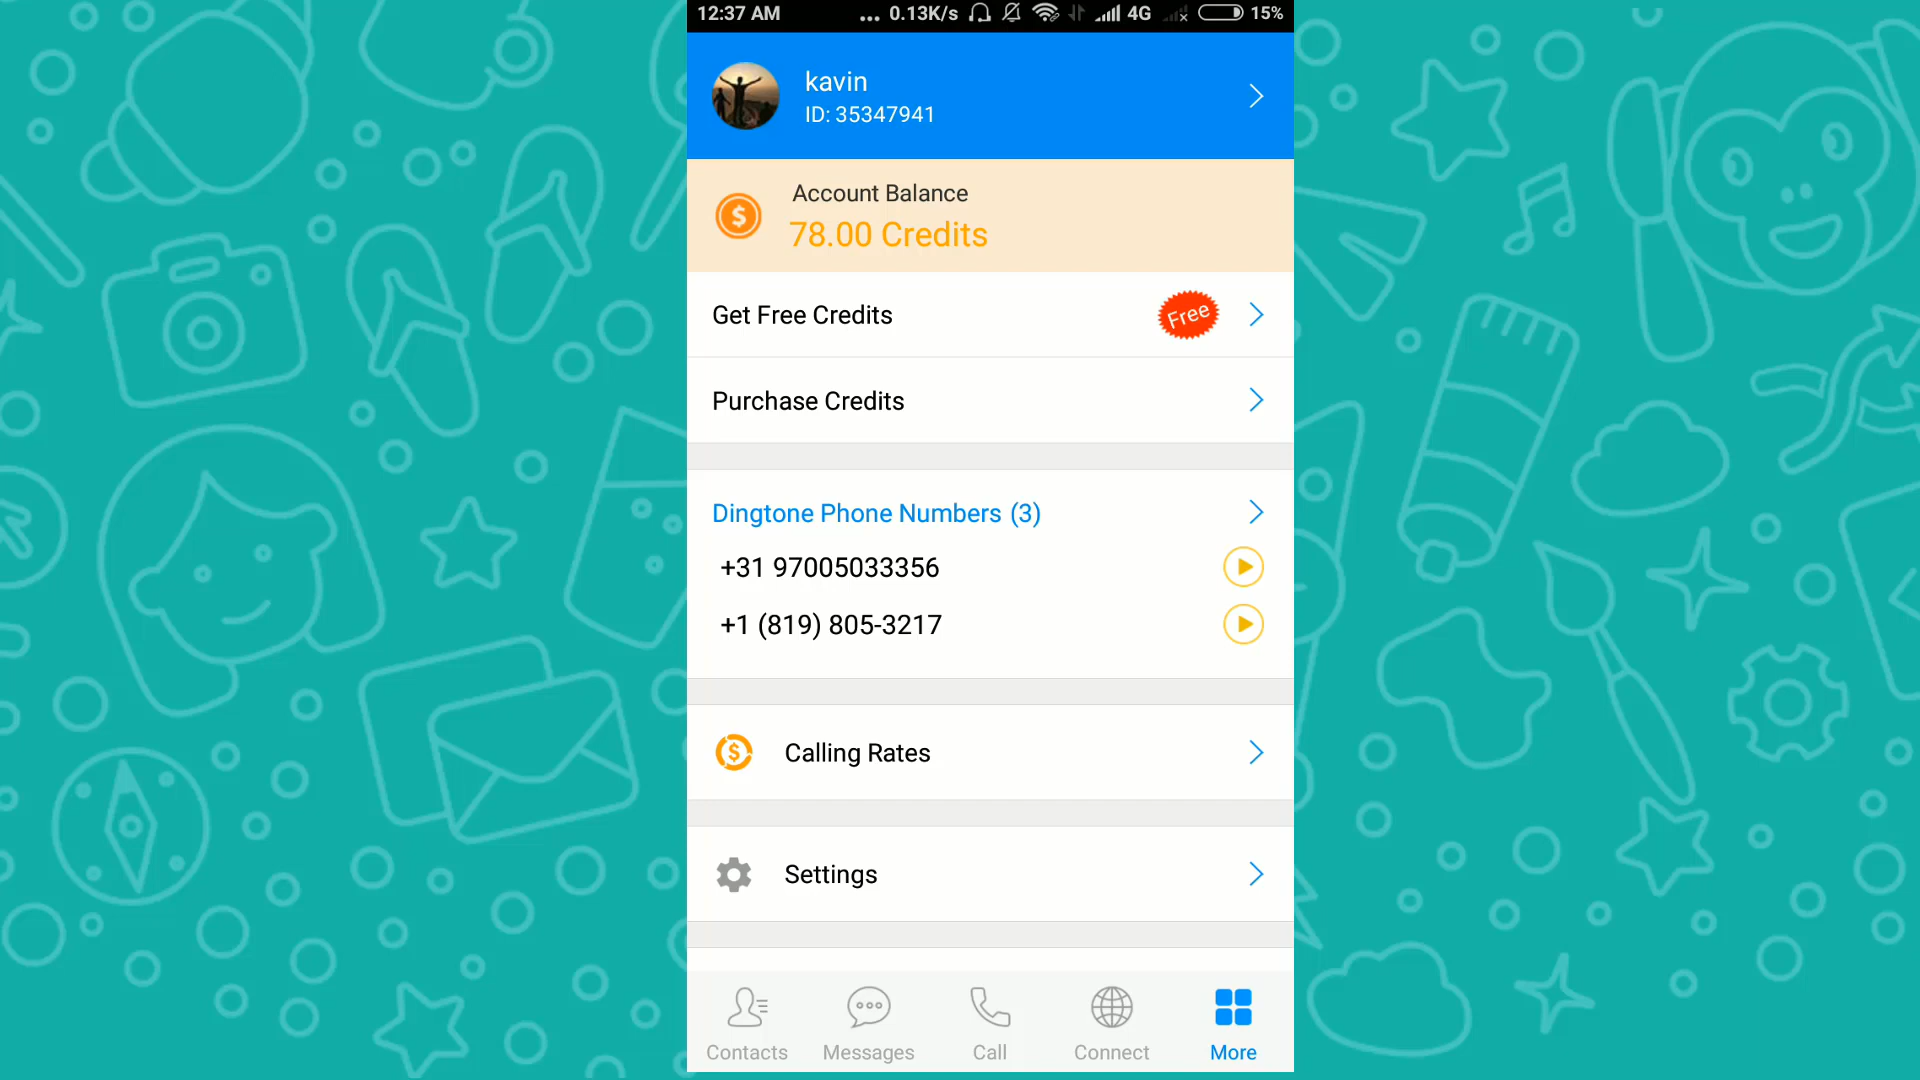 12:37 AM ... 0.13K/s 4G 15%
kavin
ID: 35347941
Account Balance
78.00 Credits
Get Free Credits Free
Purchase Credits
Dingtone Phone Numbers (3)
+31 97005033356
+1 (819) 805-3217
Calling Rates
Settings
Contacts Messages Call Connect More